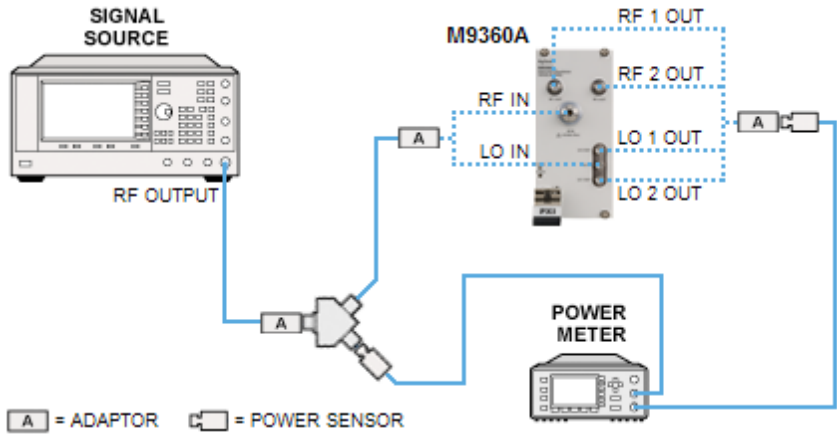 SIGNAL
SOURCE
M9360A
RF 1 OUT
RF 2 OUT
RF IN
A
A
LO IN
LO 1 OUT
LO 2 OUT
RF OUTPUT
PXI
A
POWER
METER
A = ADAPTOR
= POWER SENSOR